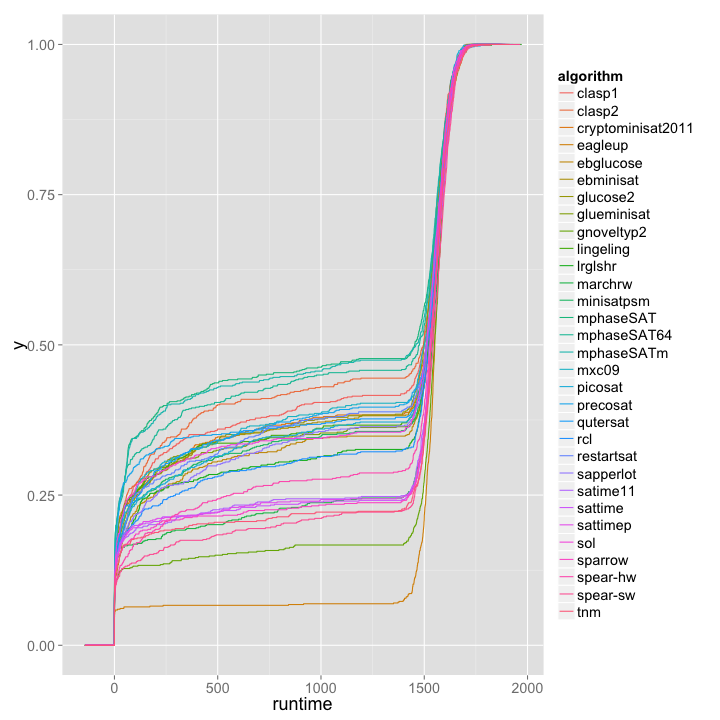 algorithm
clasp1
clasp2
cryptominisat2011
eagleup
ebglucose
ebminisat
glucose2
glueminisat
gnoveltyp2
lingeling
lrglshr
marchrw
minisatpsm
mphaseSAT
mphaseSAT64
mphaseSATm
mxc09
picosat
precosat
qutersat
rcl
restartsat
sapperlot
satime11
sattime
sattimep
sol
sparrow
spear-hw
spear-sw
tnm
1.00
0.75
0.50
0.25
0.00
y
0 500 1000 1500 2000
runtime